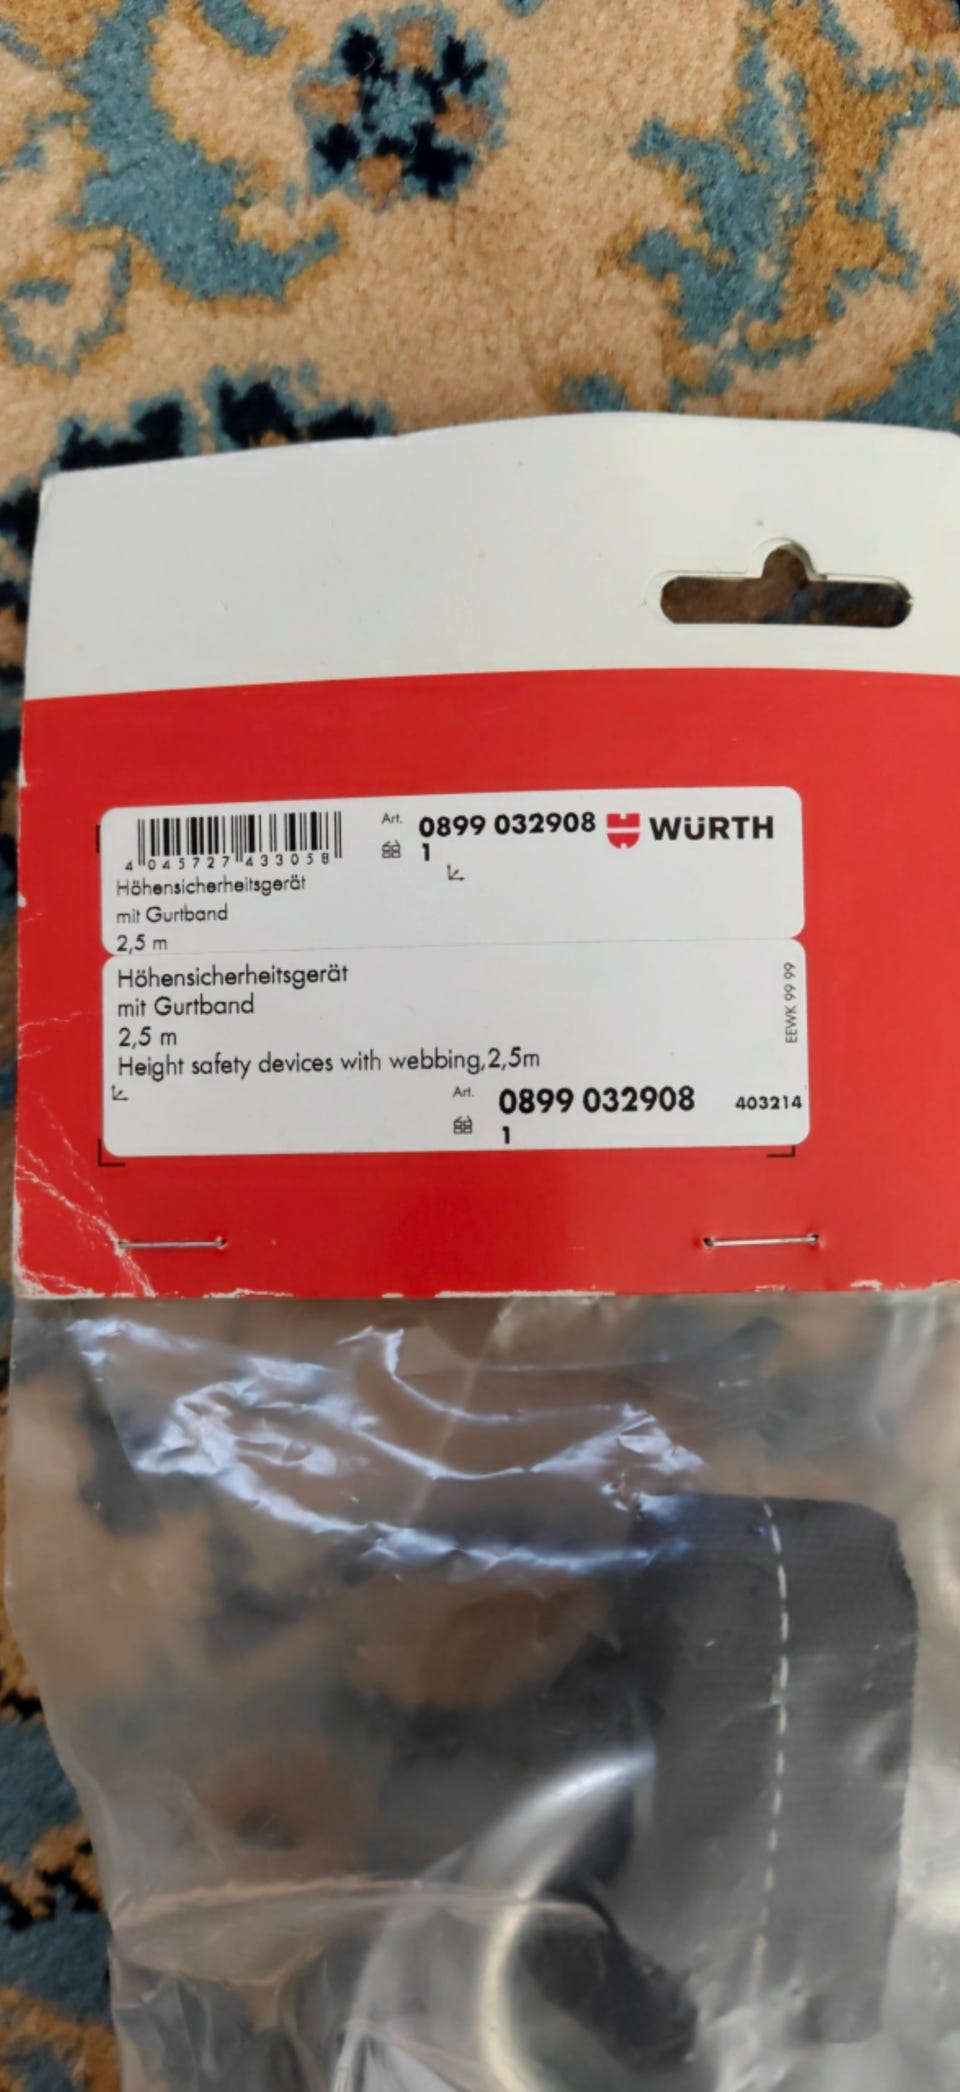 Art. 0899 032908 WÜRTH
1
4 045727 433058
Höhensicherheitsgerät
mit Gurtband
2,5 m
Höhensicherheitsgerät
mit Gurtband
2,5 m
Height safety devices with webbing,2,5m
EEWK 99 99
Art. 0899 032908 403214
1